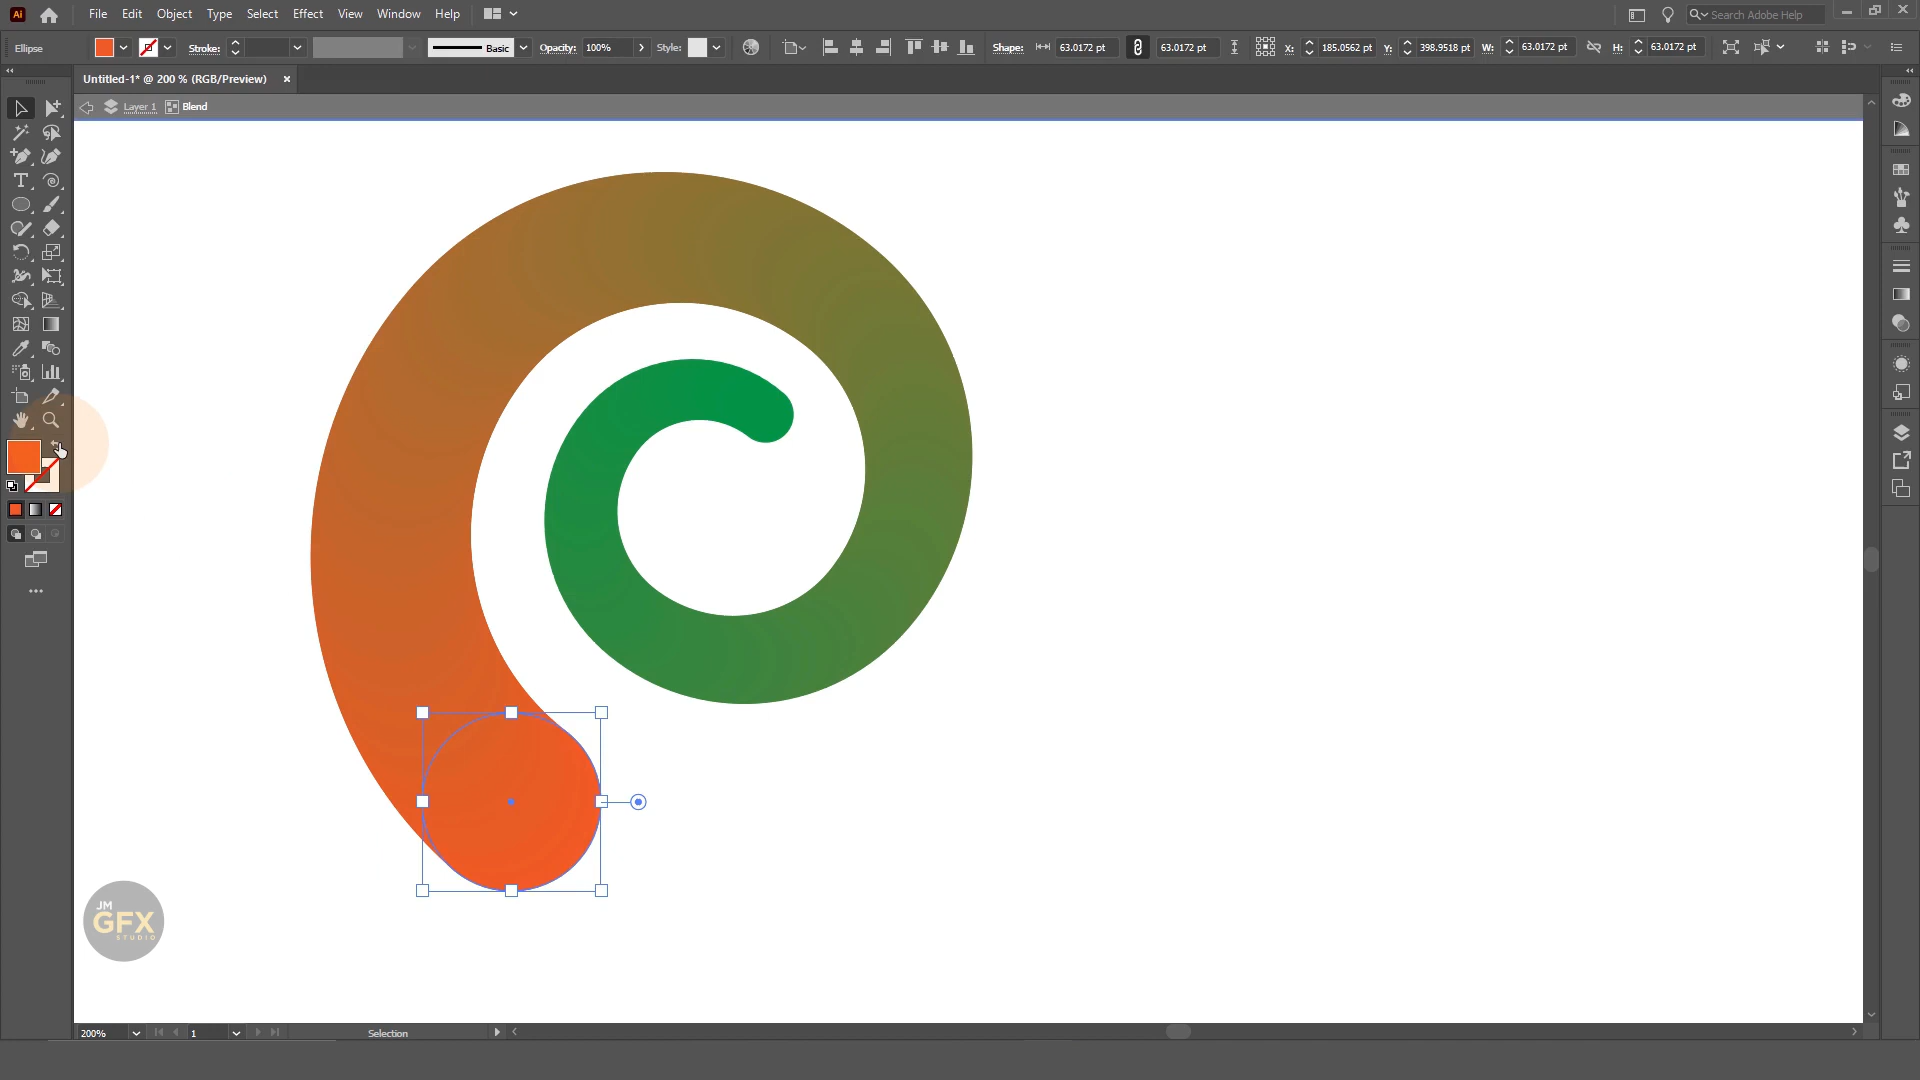 Ai File Edit Object Type Select Effect View Window Help Search Adobe Help
Ellipse Stroke: Basic Opacity: 100% Style: Shape: 63.0172 pt 63.0172 pt X: 185.0562 pt Y: 398.9518 pt W: 63.0172 pt H: 63.0172 pt
Untitled-1* @ 200 % (RGB/Preview)
Layer 1 Blend
JM
GFX
STUDIO
200% 1 Selection